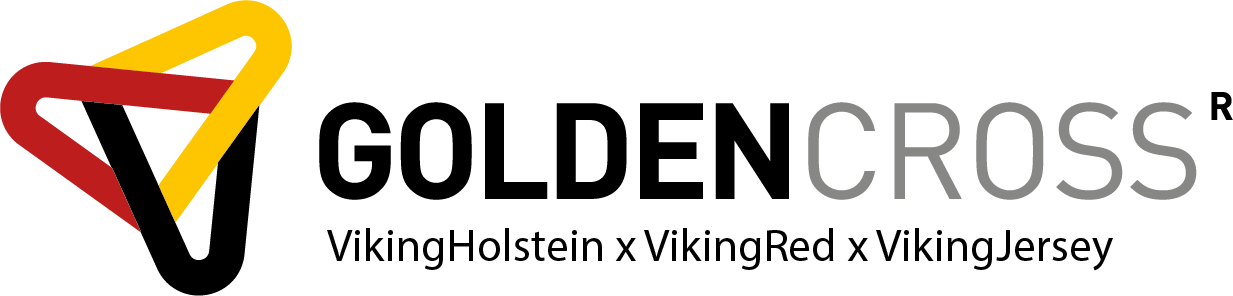 GOLDENCROSS R
VikingHolstein x VikingRed x VikingJersey